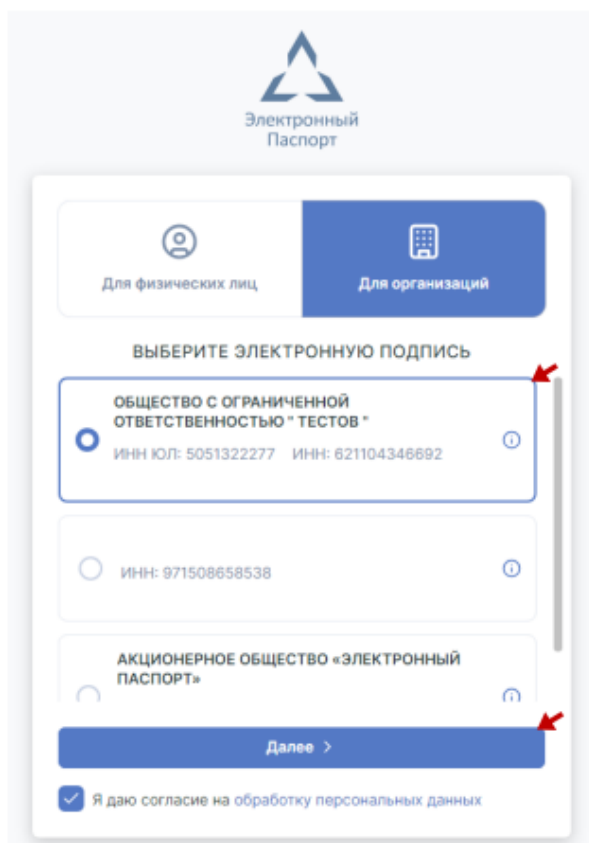 Электронный
Паспорт
Для физических лиц
Для организаций
ВЫБЕРИТЕ ЭЛЕКТРОННУЮ ПОДПИСЬ
ОБЩЕСТВО С ОГРАНИЧЕННОЙ
ОТВЕТСТВЕННОСТЬЮ " ТЕСТОВ "
ИНН ЮЛ: 5051322277 ИНН: 621104346692
ИНН: 971508658538
АКЦИОНЕРНОЕ ОБЩЕСТВО «ЭЛЕКТРОННЫЙ
ПАСПОРТ»
Далее >
Я даю согласие на обработку персональных данных